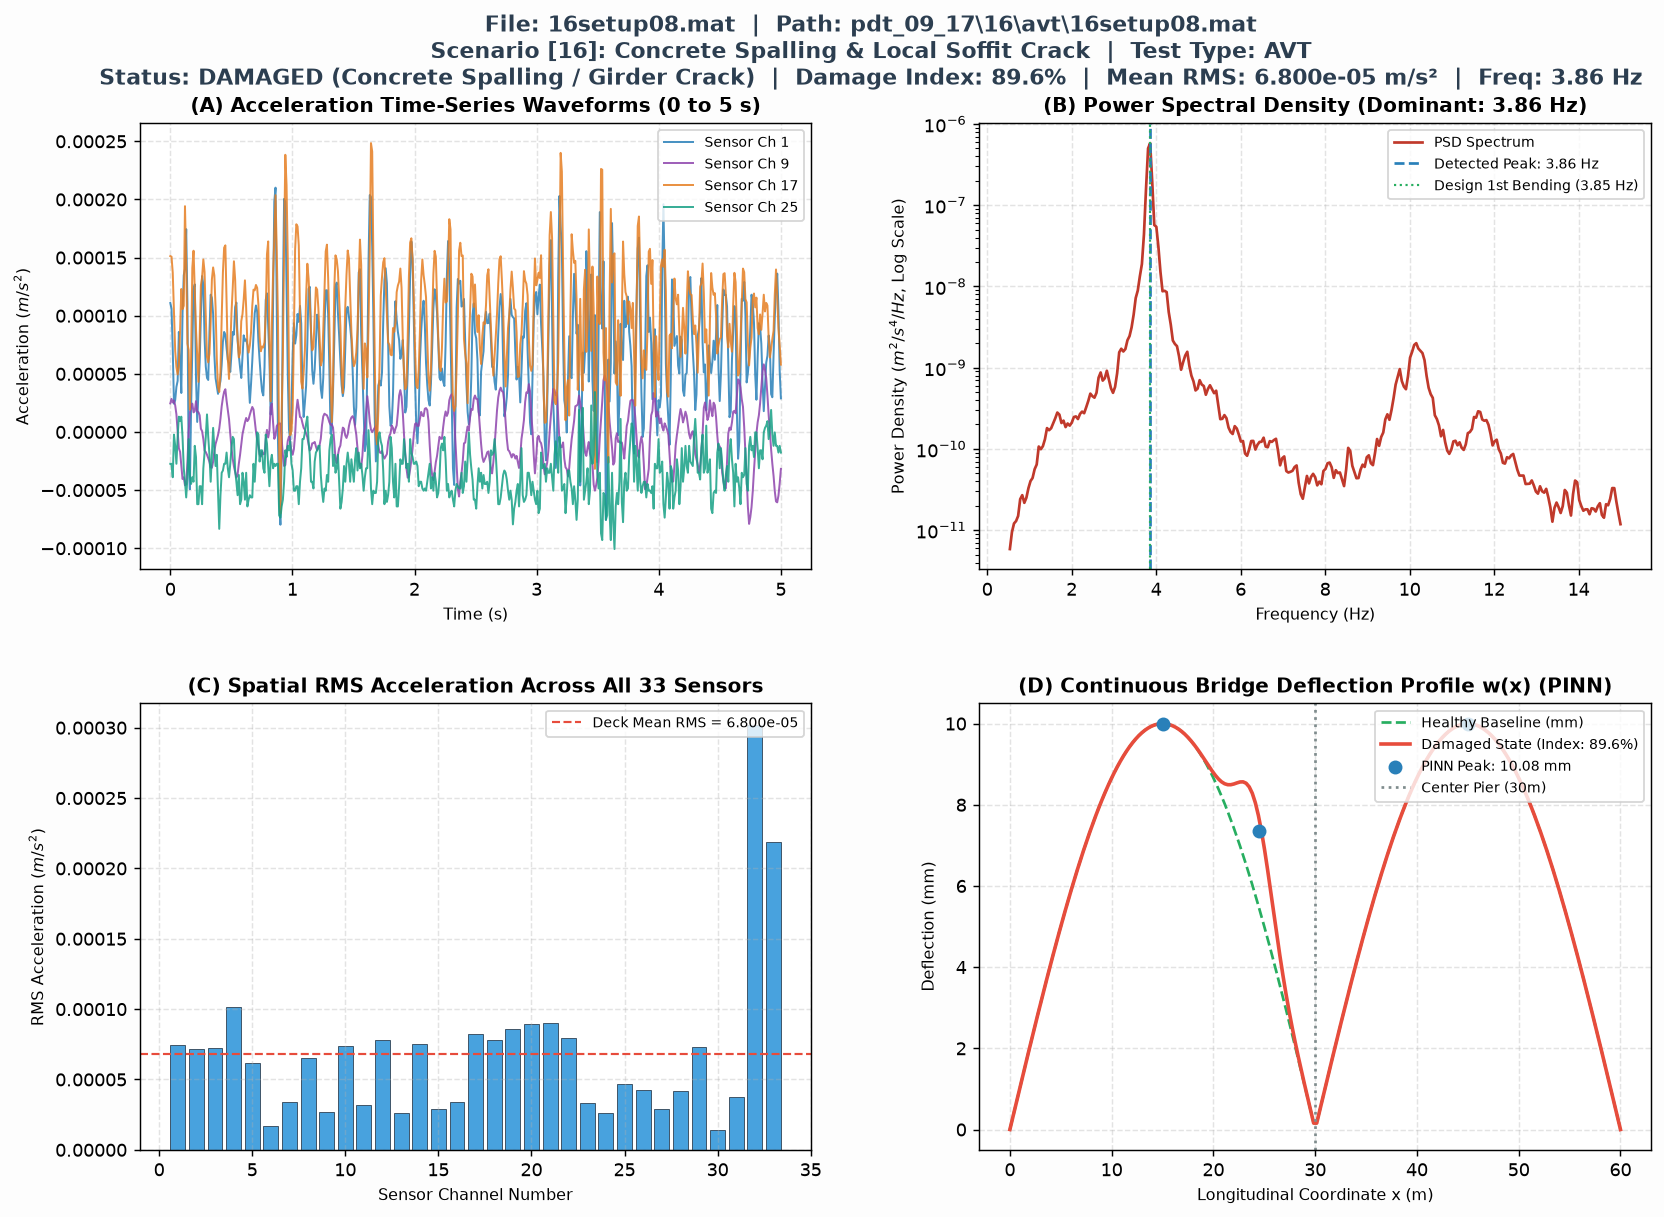 File: 16setup08.mat  |  Path: pdt_09_17\16\avt\16setup08.mat
Scenario [16]: Concrete Spalling & Local Soffit Crack  |  Test Type: AVT
Status: DAMAGED (Concrete Spalling / Girder Crack)  |  Damage Index: 89.6%  |  Mean RMS: 6.800e-05 m/s²  |  Freq: 3.86 Hz
(A) Acceleration Time-Series Waveforms (0 to 5 s)
Acceleration (m/s²)
0.00025
0.00020
0.00015
0.00010
0.00005
0.00000
−0.00005
−0.00010
Sensor Ch 1
Sensor Ch 9
Sensor Ch 17
Sensor Ch 25
0 1 2 3 4 5
Time (s)
(B) Power Spectral Density (Dominant: 3.86 Hz)
Power Density (m²/s⁴/Hz, Log Scale)
10⁻⁶
10⁻⁷
10⁻⁸
10⁻⁹
10⁻¹⁰
10⁻¹¹
PSD Spectrum
Detected Peak: 3.86 Hz
Design 1st Bending (3.85 Hz)
0 2 4 6 8 10 12 14
Frequency (Hz)
(C) Spatial RMS Acceleration Across All 33 Sensors
RMS Acceleration (m/s²)
0.00030
0.00025
0.00020
0.00015
0.00010
0.00005
0.00000
Deck Mean RMS = 6.800e-05
0 5 10 15 20 25 30 35
Sensor Channel Number
(D) Continuous Bridge Deflection Profile w(x) (PINN)
Deflection (mm)
10
8
6
4
2
0
Healthy Baseline (mm)
Damaged State (Index: 89.6%)
PINN Peak: 10.08 mm
Center Pier (30m)
0 10 20 30 40 50 60
Longitudinal Coordinate x (m)